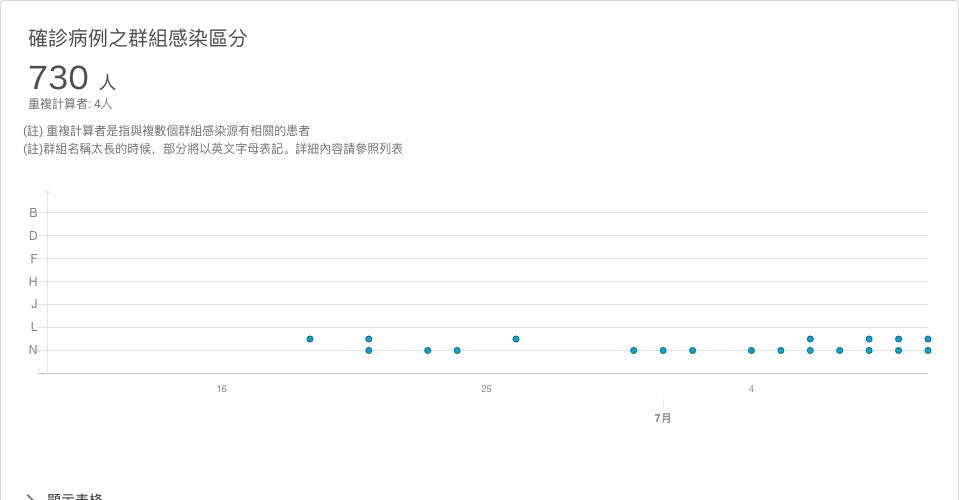 確診病例之群組感染區分
730 人
重複計算者: 4人
(註) 重複計算者是指與複數個群組感染源有相關的患者
(註)群組名稱太長的時候，部分將以英文字母表記。詳細內容請參照列表
B
D
F
H
J
L
N
16 25 4
7月
顯示表格